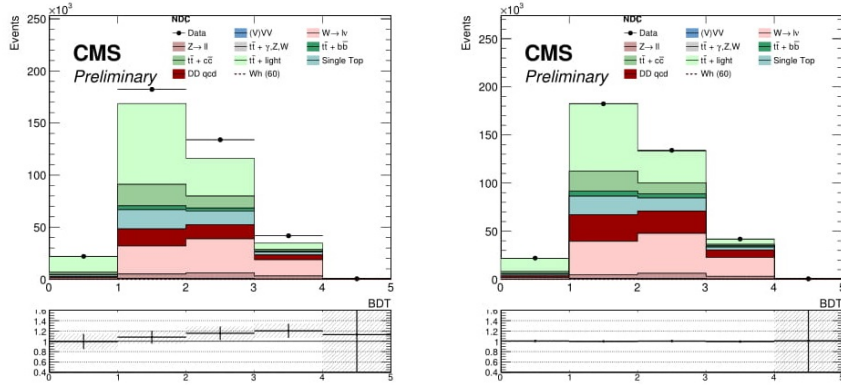 ×10³
NDC
Data
(V)VV
W → lν
Z → ll
tt̄ + γ,Z,W
tt̄ + bb̄
tt̄ + cc̄
tt̄ + light
Single Top
DD qcd
Wh (60)
CMS
Preliminary
Events
250
200
150
100
50
0
0 1 2 3 4 5
BDT
1.6
1.4
1.2
1
0.8
0.6
0.4
0 1 2 3 4 5
×10³
NDC
Data
(V)VV
W → lν
Z → ll
tt̄ + γ,Z,W
tt̄ + bb̄
tt̄ + cc̄
tt̄ + light
Single Top
DD qcd
Wh (60)
CMS
Preliminary
Events
250
200
150
100
50
0
0 1 2 3 4 5
BDT
1.6
1.4
1.2
1
0.8
0.6
0.4
0 1 2 3 4 5